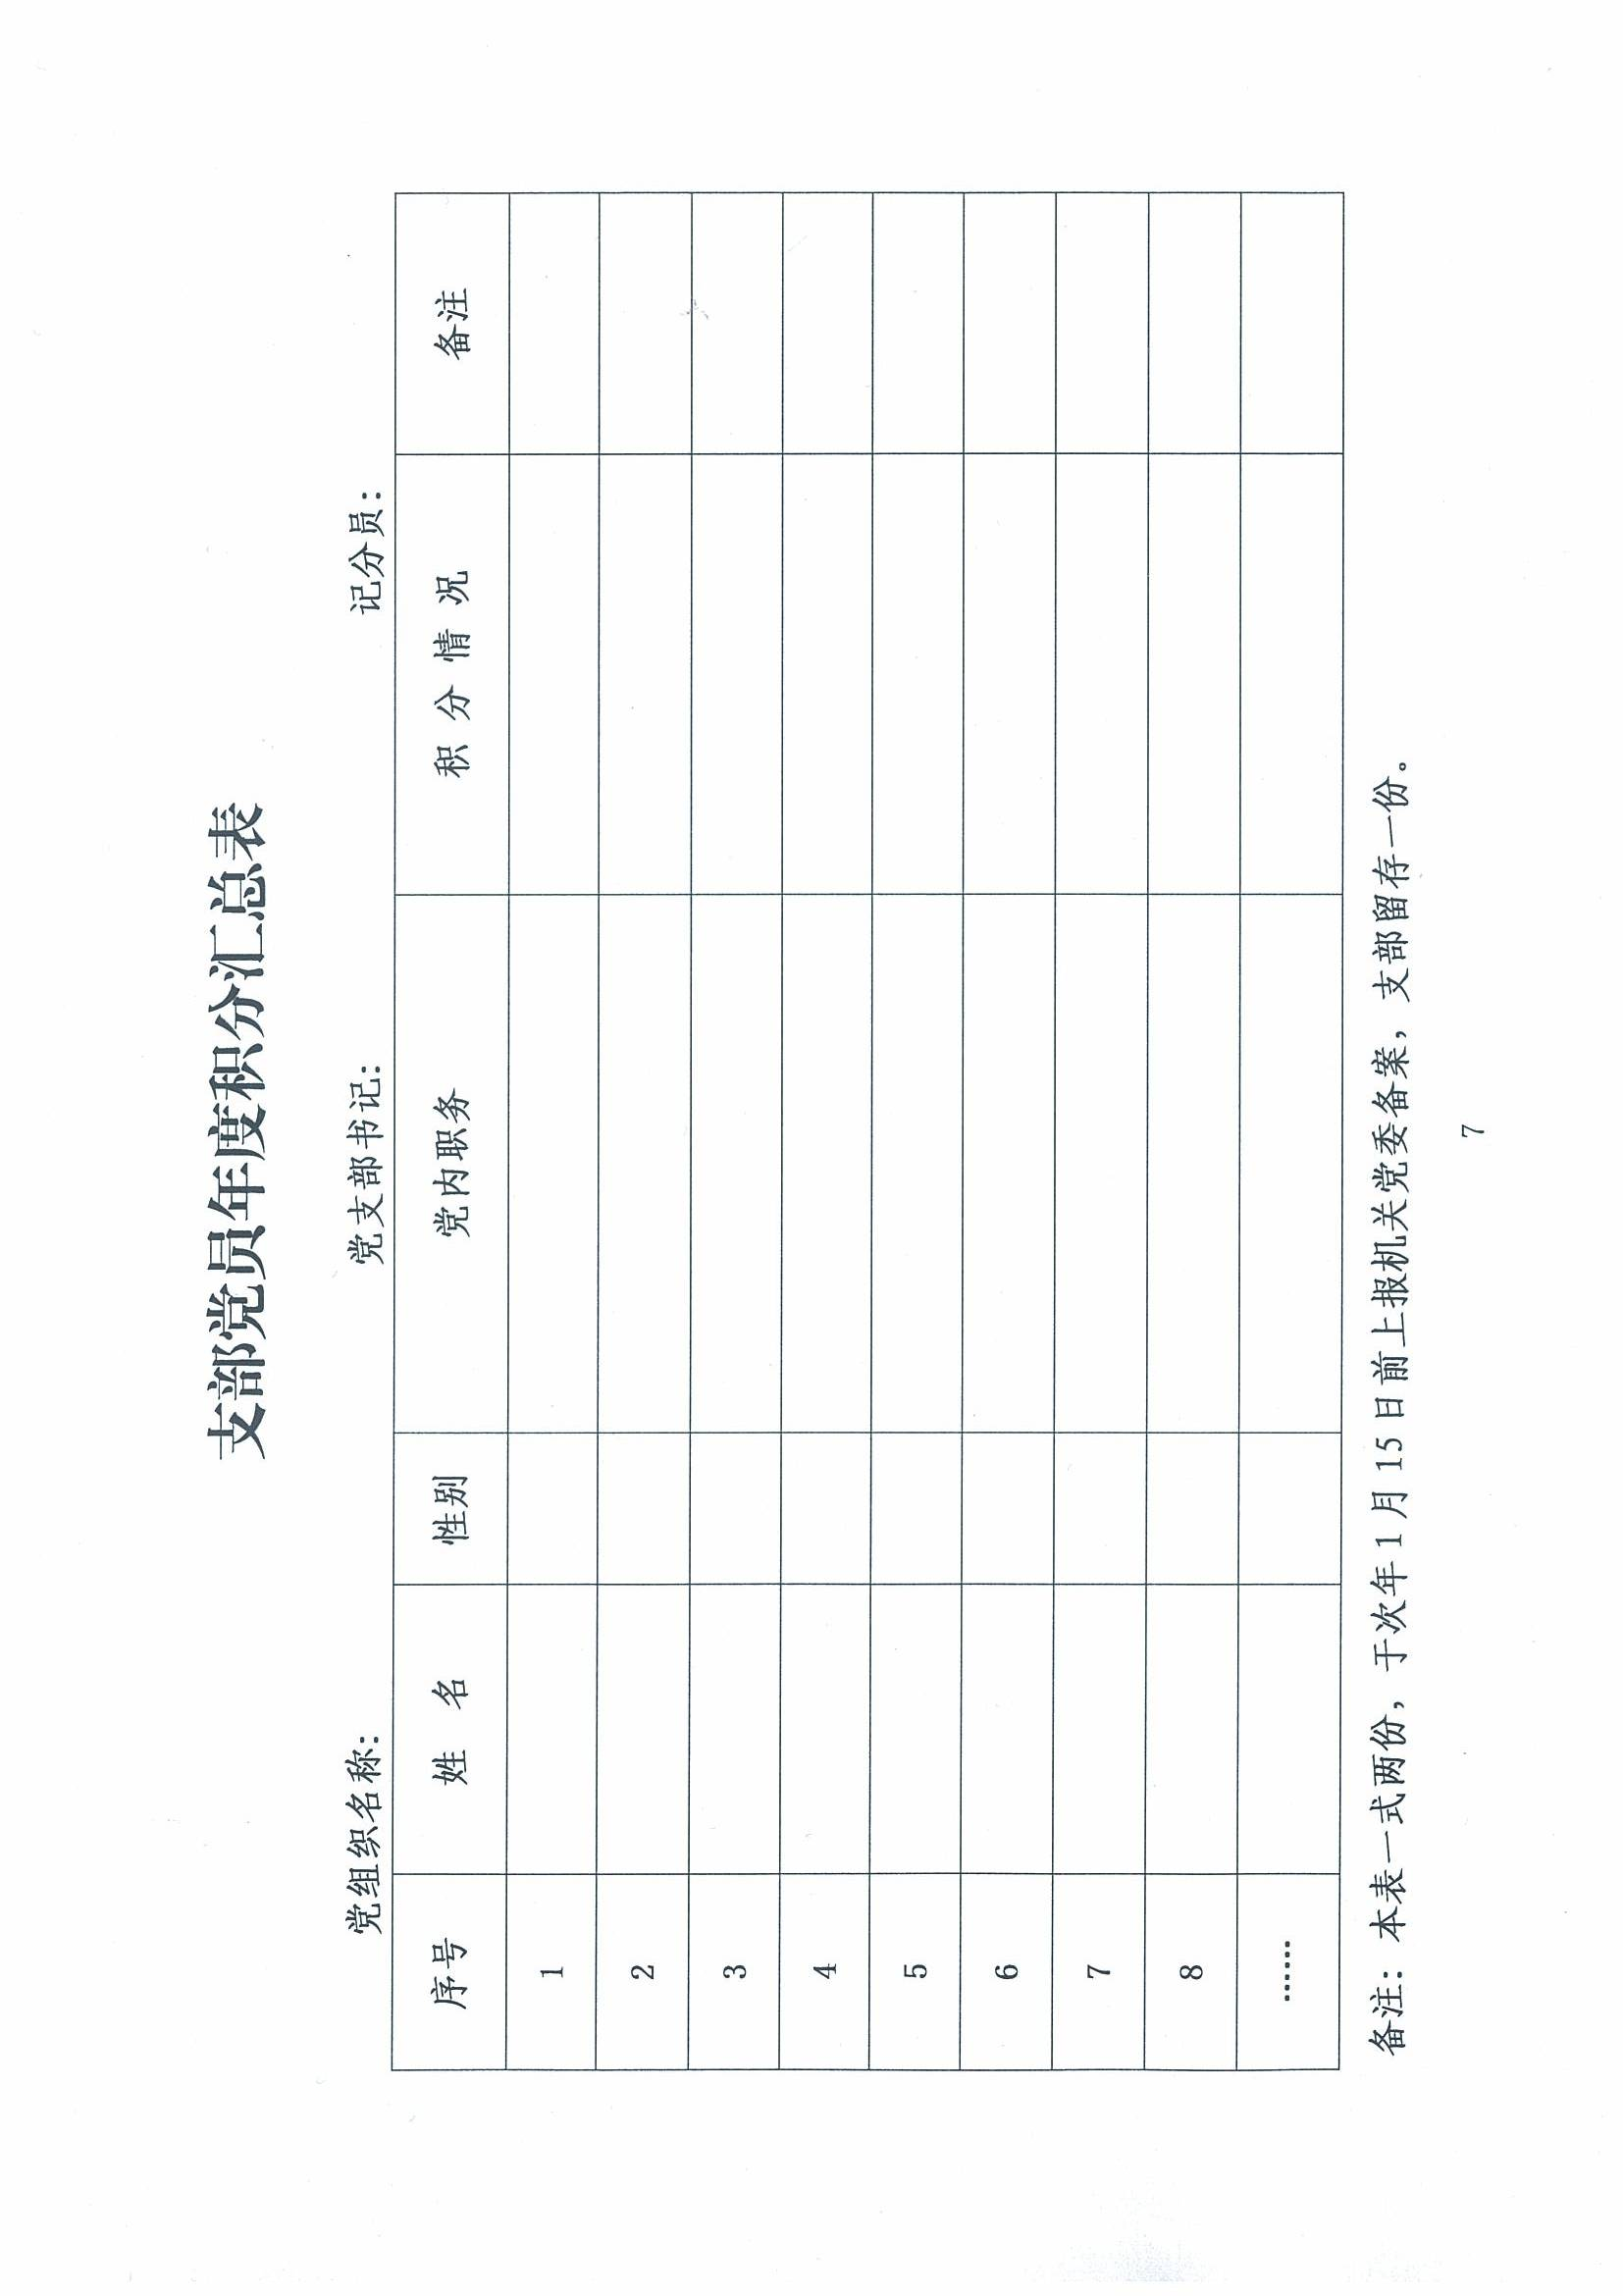 支部党员年度积分汇总表
党组织名称: 党支部书记: 记分员:
序号 姓 名 性别 党内职务 积 分 情 况 备注
1
2
3
4
5
6
7
8
……
备注：本表一式两份，于次年1月15日前上报机关党委备案，支部留存一份。
7